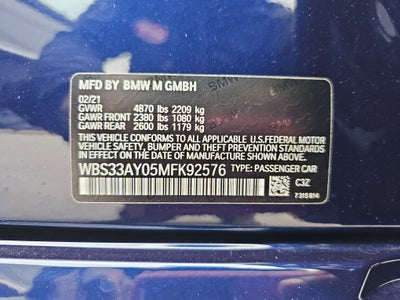 MFD BY BMW M GMBH
02/21
GVWR 4870 lbs 2209 kg
GAWR FRONT 2380 lbs 1080 kg
GAWR REAR 2600 lbs 1179 kg
THIS VEHICLE CONFORMS TO ALL APPLICABLE U.S.FEDERAL MOTOR
VEHICLE SAFETY, BUMPER, AND THEFT PREVENTION
STANDARDS IN EFFECT ON THE DATE OF MANUFACTURE SHOWN ABOVE.
WBS33AY05MFK92576 TYPE: PASSENGER CAR
C3Z
7315814